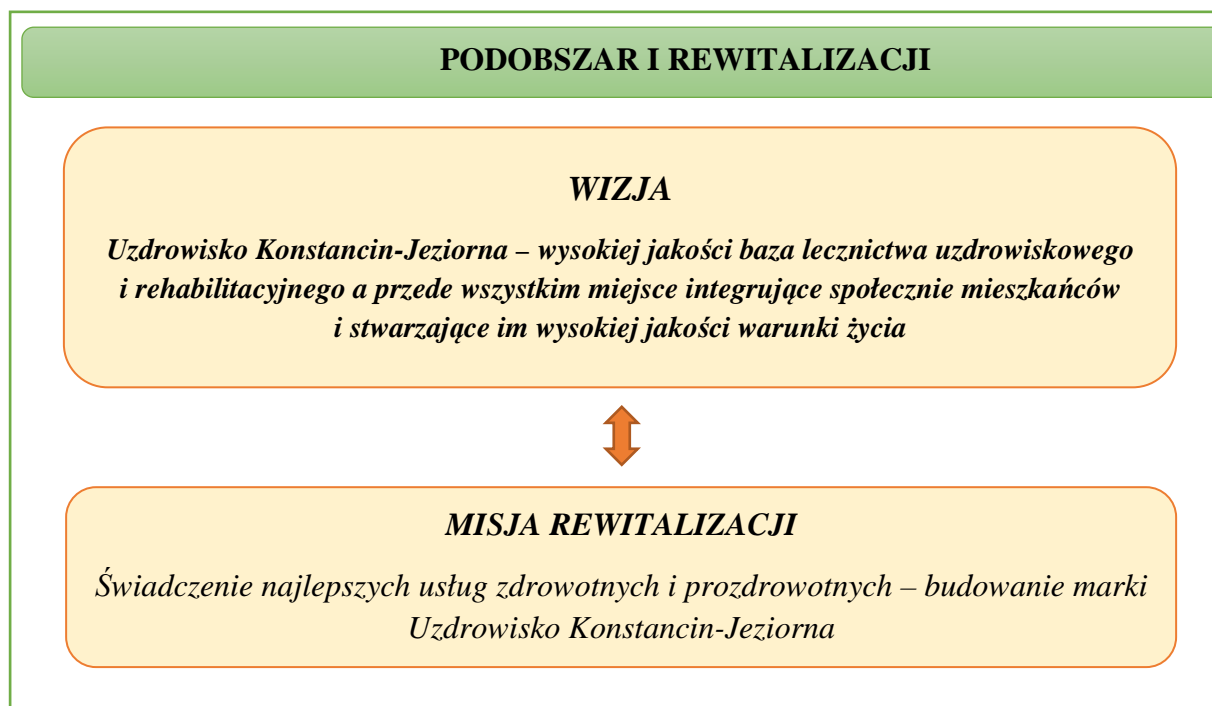 PODOBSZAR I REWITALIZACJI
WIZJA
Uzdrowisko Konstancin-Jeziorna – wysokiej jakości baza lecznictwa uzdrowiskowego
i rehabilitacyjnego a przede wszystkim miejsce integrujące społecznie mieszkańców
i stwarzające im wysokiej jakości warunki życia
MISJA REWITALIZACJI
Świadczenie najlepszych usług zdrowotnych i prozdrowotnych – budowanie marki
Uzdrowisko Konstancin-Jeziorna